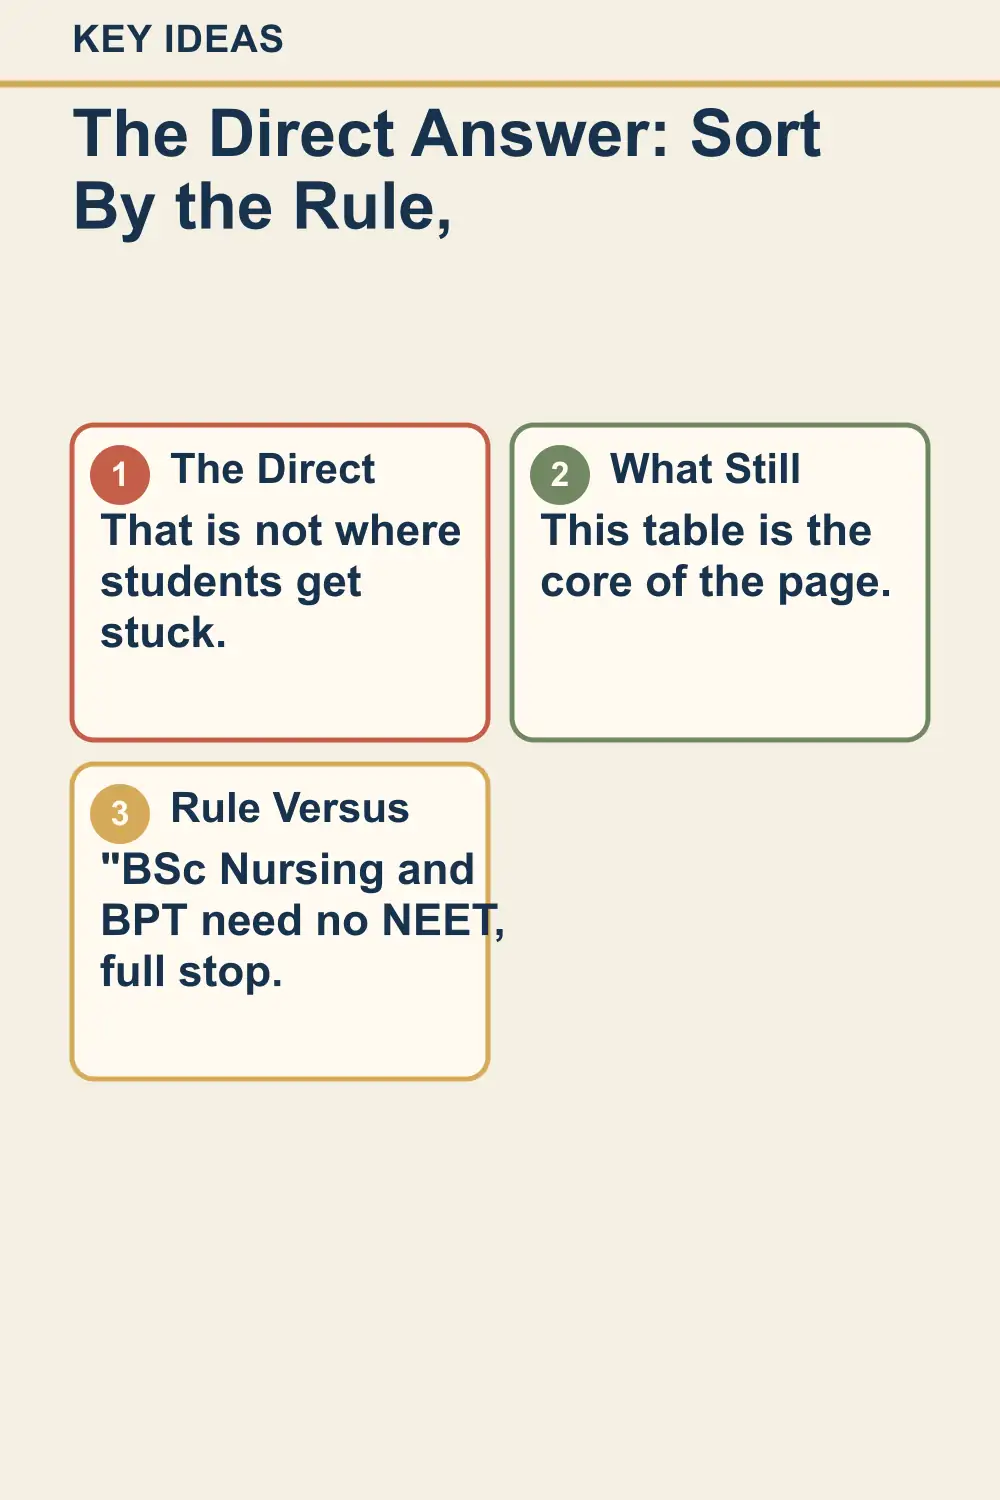 KEY IDEAS
The Direct Answer: Sort
By the Rule,
1 The Direct
That is not where
students get
stuck.
2 What Still
This table is the
core of the page.
3 Rule Versus
"BSc Nursing and
BPT need no NEET,
full stop.